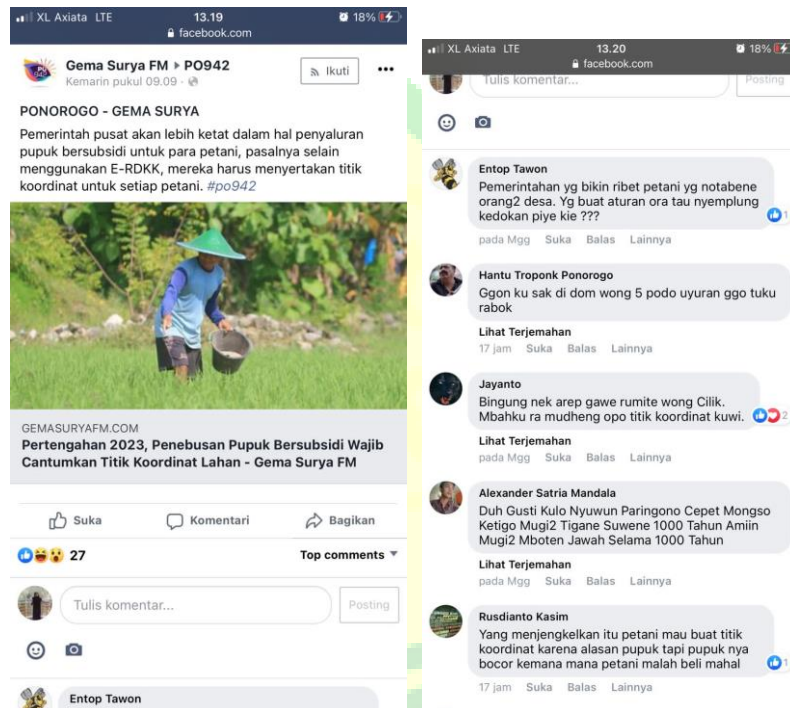 XL Axiata LTE 13.19 18%
facebook.com
Gema Surya FM ▸ PO942
Kemarin pukul 09.09 ·
Ikuti
PONOROGO - GEMA SURYA
Pemerintah pusat akan lebih ketat dalam hal penyaluran
pupuk bersubsidi untuk para petani, pasalnya selain
menggunakan E-RDKK, mereka harus menyertakan titik
koordinat untuk setiap petani. #po942
GEMASURYAFM.COM
Pertengahan 2023, Penebusan Pupuk Bersubsidi Wajib
Cantumkan Titik Koordinat Lahan - Gema Surya FM
Suka Komentari Bagikan
27 Top comments
Tulis komentar... Posting
Entop Tawon
XL Axiata LTE 13.20 18%
facebook.com
Tulis komentar... Posting
Entop Tawon
Pemerintahan yg bikin ribet petani yg notabene
orang2 desa. Yg buat aturan ora tau nyemplung
kedokan piye kie ???
1
pada Mgg Suka Balas Lainnya
Hantu Troponk Ponorogo
Ggon ku sak di dom wong 5 podo uyuran ggo tuku
rabok
Lihat Terjemahan
17 jam Suka Balas Lainnya
Jayanto
Bingung nek arep gawe rumite wong Cilik.
Mbahku ra mudheng opo titik koordinat kuwi.
2
Lihat Terjemahan
pada Mgg Suka Balas Lainnya
Alexander Satria Mandala
Duh Gusti Kulo Nyuwun Paringono Cepet Mongso
Ketigo Mugi2 Tigane Suwene 1000 Tahun Amiin
Mugi2 Mboten Jawah Selama 1000 Tahun
Lihat Terjemahan
pada Mgg Suka Balas Lainnya
Rusdianto Kasim
Yang menjengkelkan itu petani mau buat titik
koordinat karena alasan pupuk tapi pupuk nya
bocor kemana mana petani malah beli mahal
1
17 jam Suka Balas Lainnya